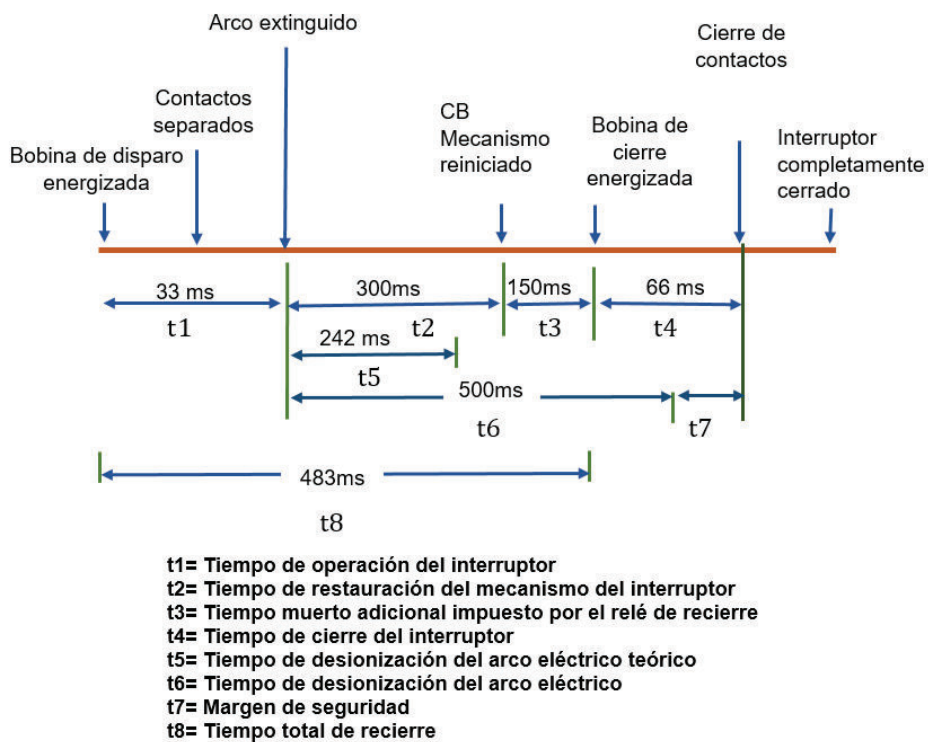 Arco extinguido
Cierre de
contactos
Contactos
separados
CB
Mecanismo
reiniciado
Bobina de
cierre
energizada
Interruptor
completamente
cerrado
Bobina de disparo
energizada
33 ms
300ms
150ms
66 ms
t1
t2
t3
t4
242 ms
t5
500ms
t6
t7
483ms
t8
t1= Tiempo de operación del interruptor
t2= Tiempo de restauración del mecanismo del interruptor
t3= Tiempo muerto adicional impuesto por el relé de recierre
t4= Tiempo de cierre del interruptor
t5= Tiempo de desionización del arco eléctrico teórico
t6= Tiempo de desionización del arco eléctrico
t7= Margen de seguridad
t8= Tiempo total de recierre